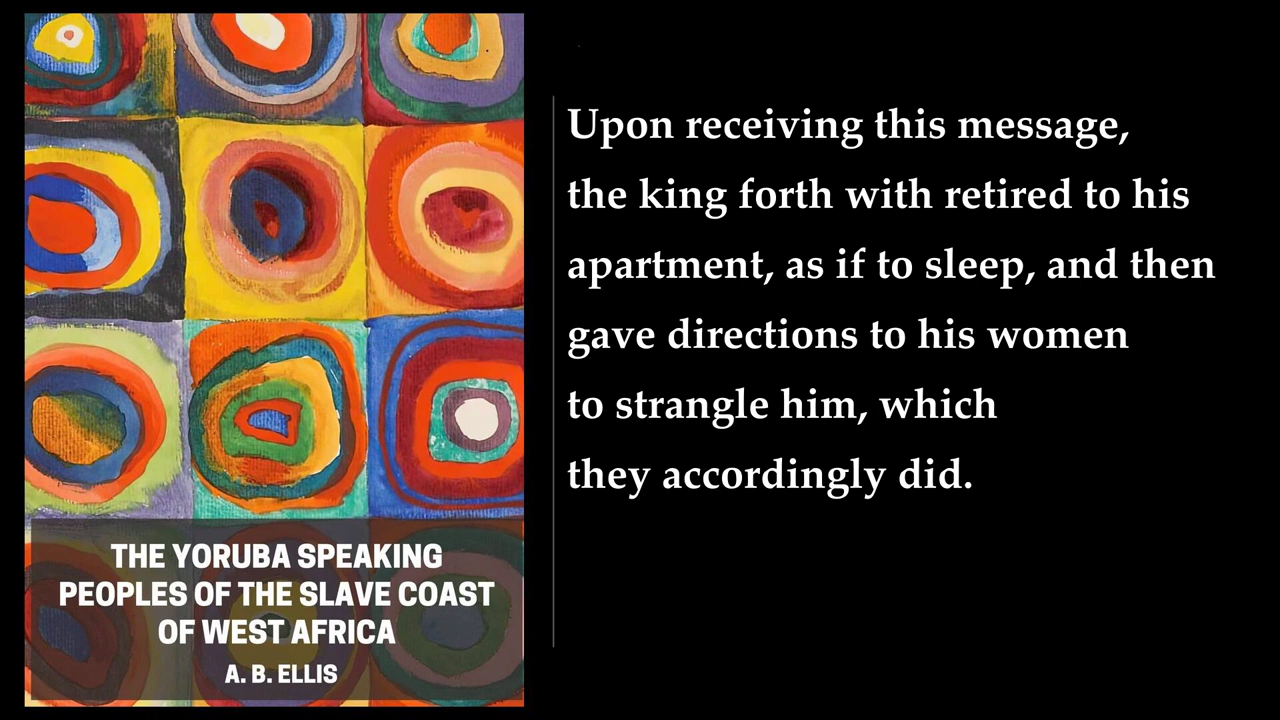 THE YORUBA SPEAKING
PEOPLES OF THE SLAVE COAST
OF WEST AFRICA
A. B. ELLIS
Upon receiving this message,
the king forth with retired to his
apartment, as if to sleep, and then
gave directions to his women
to strangle him, which
they accordingly did.